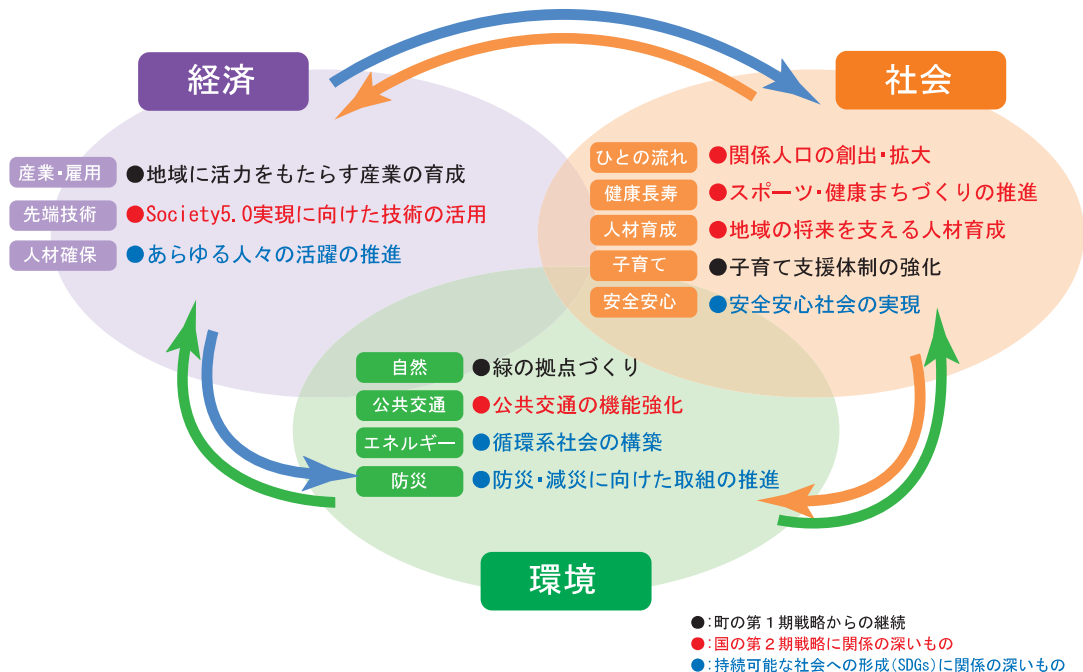 経済
産業・雇用 ●地域に活力をもたらす産業の育成
先端技術 ●Society5.0実現に向けた技術の活用
人材確保 ●あらゆる人々の活躍の推進
社会
ひとの流れ ●関係人口の創出・拡大
健康長寿 ●スポーツ・健康まちづくりの推進
人材育成 ●地域の将来を支える人材育成
子育て ●子育て支援体制の強化
安全安心 ●安全安心社会の実現
自然 ●緑の拠点づくり
公共交通 ●公共交通の機能強化
エネルギー ●循環系社会の構築
防災 ●防災・減災に向けた取組の推進
環境
●:町の第1期戦略からの継続
●:国の第2期戦略に関係の深いもの
●:持続可能な社会への形成(SDGs)に関係の深いもの